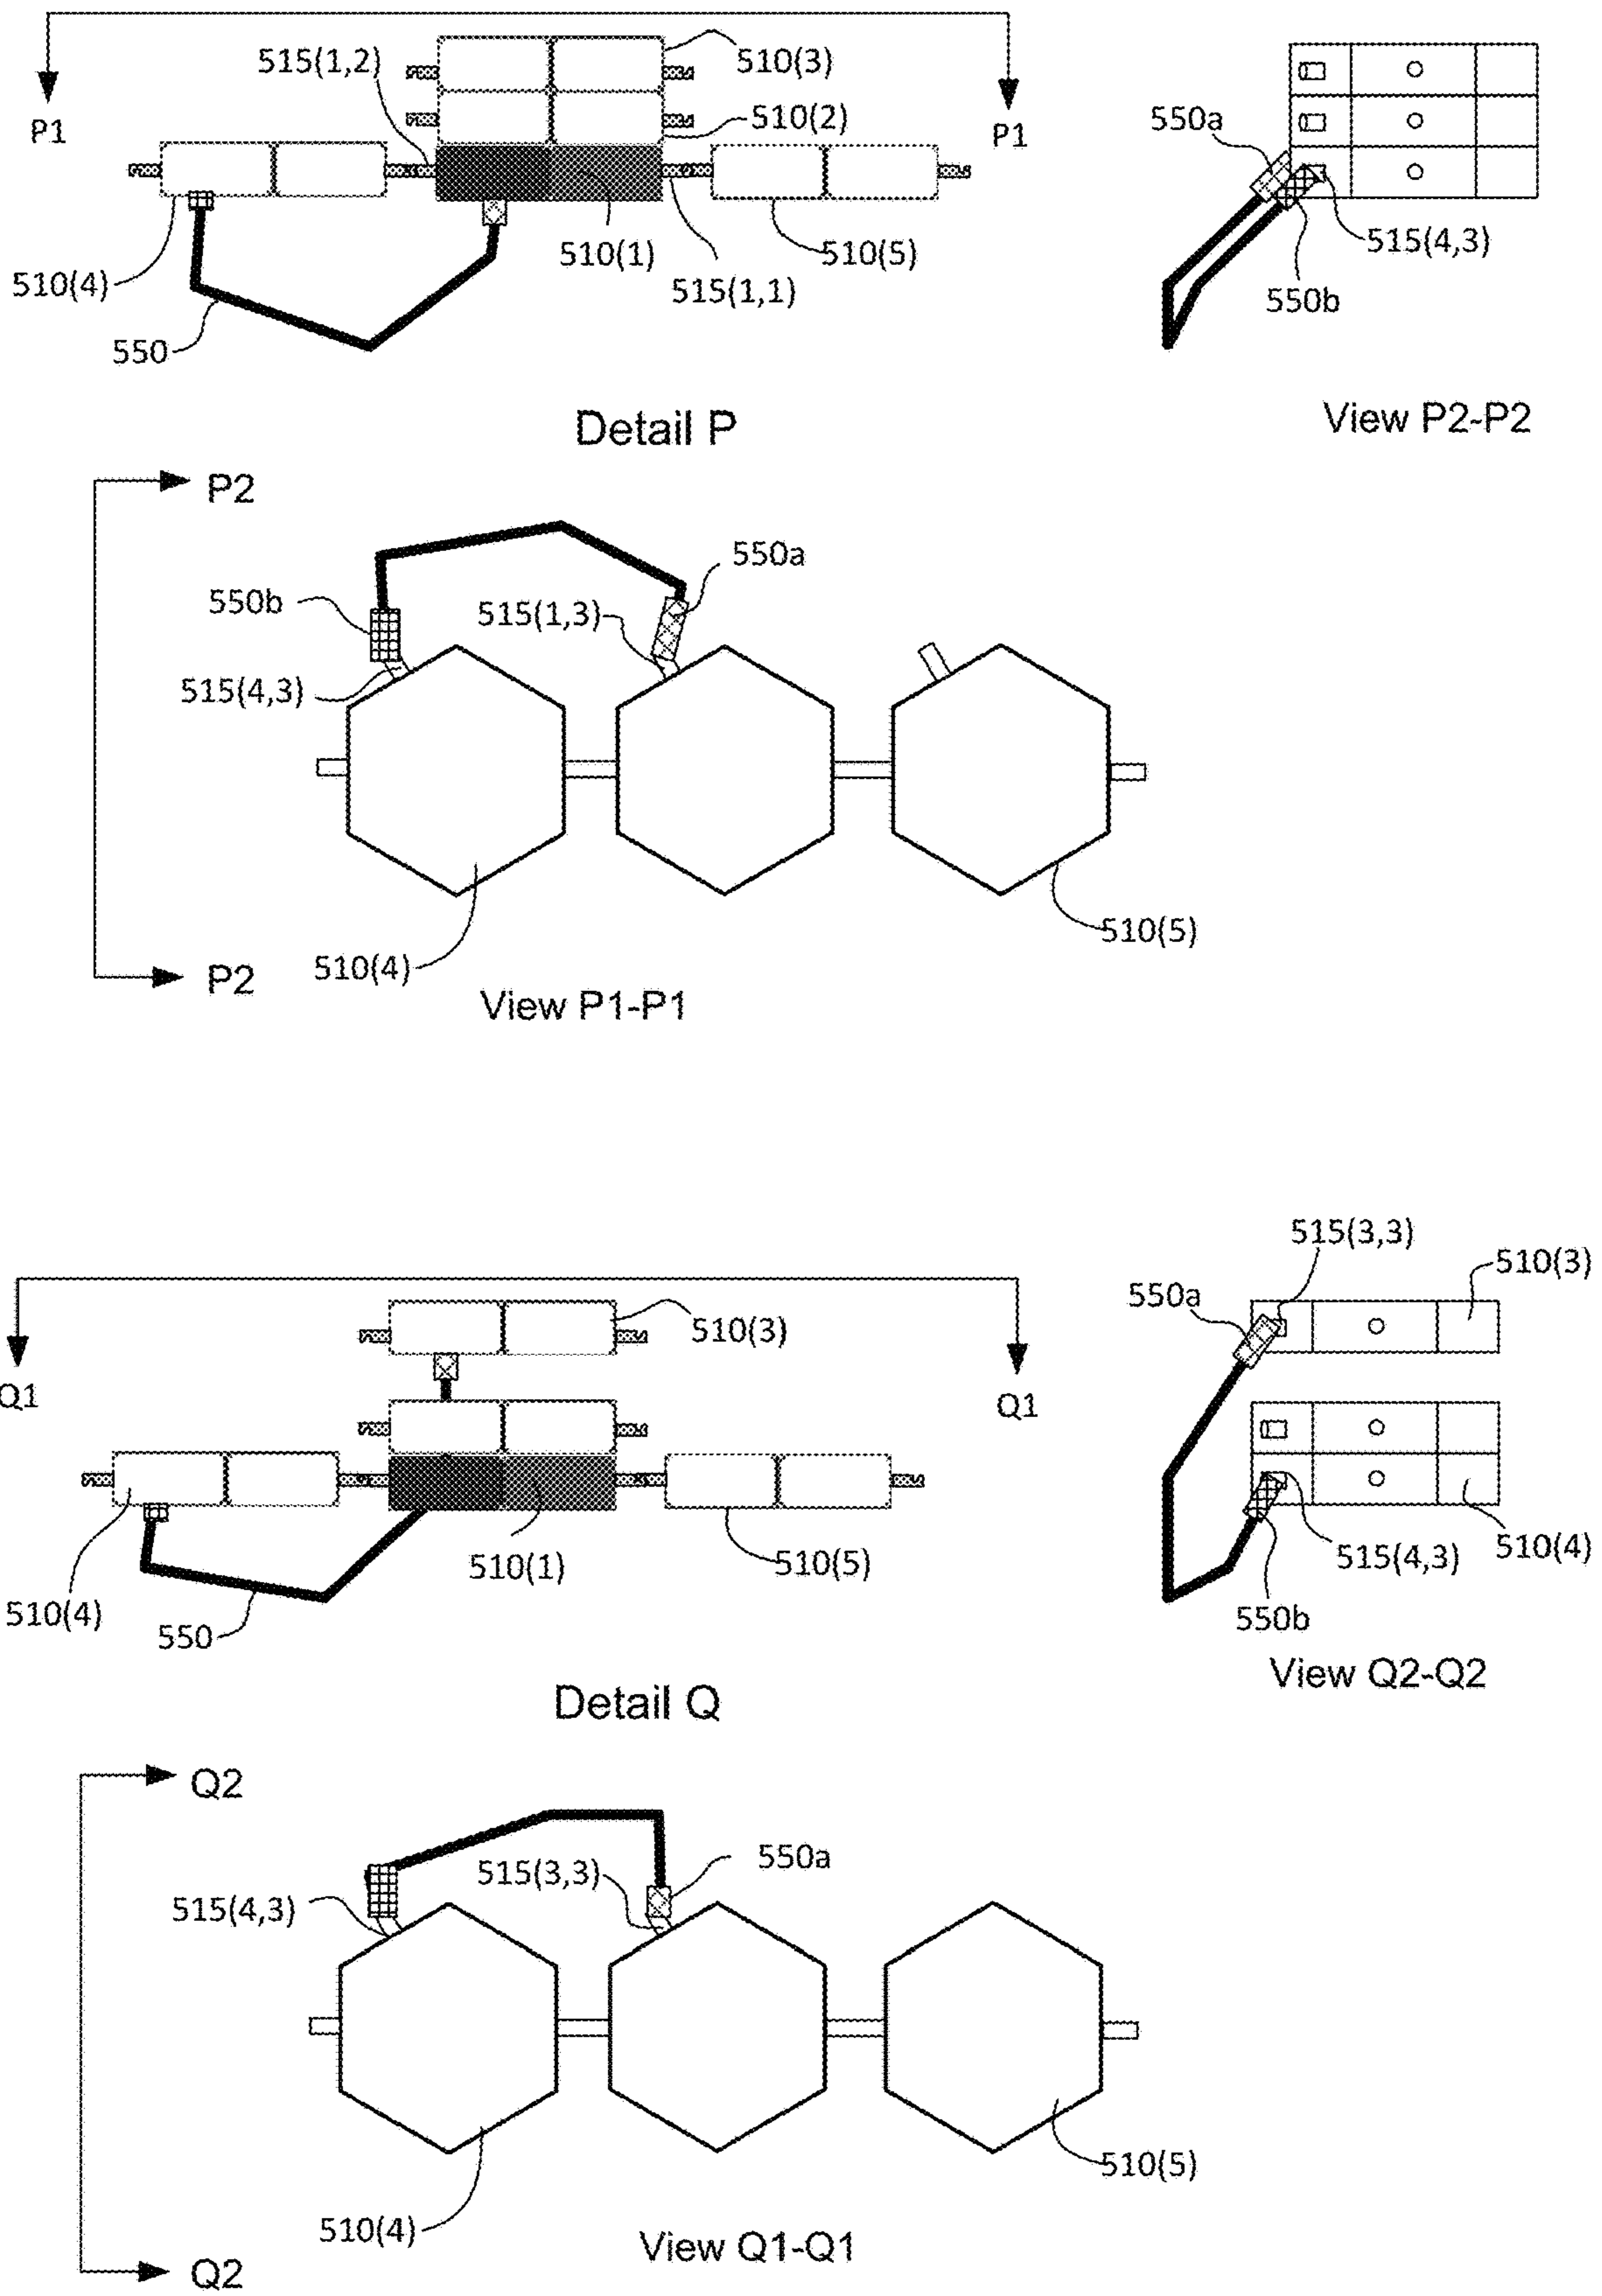 515(1,2)
510(3)
P1
P1
510(2)
550a
510(4)
510(1)
510(5)
515(4,3)
515(1,1)
550b
550
Detail P
View P2-P2
P2
550a
550b
515(1,3)
515(4,3)
510(5)
510(4)
P2
View P1-P1
515(3,3)
510(3)
550a
510(3)
Q1
Q1
510(1)
510(5)
515(4,3)
510(4)
510(4)
550
550b
View Q2-Q2
Detail Q
Q2
550a
515(3,3)
515(4,3)
510(5)
510(4)
View Q1-Q1
Q2